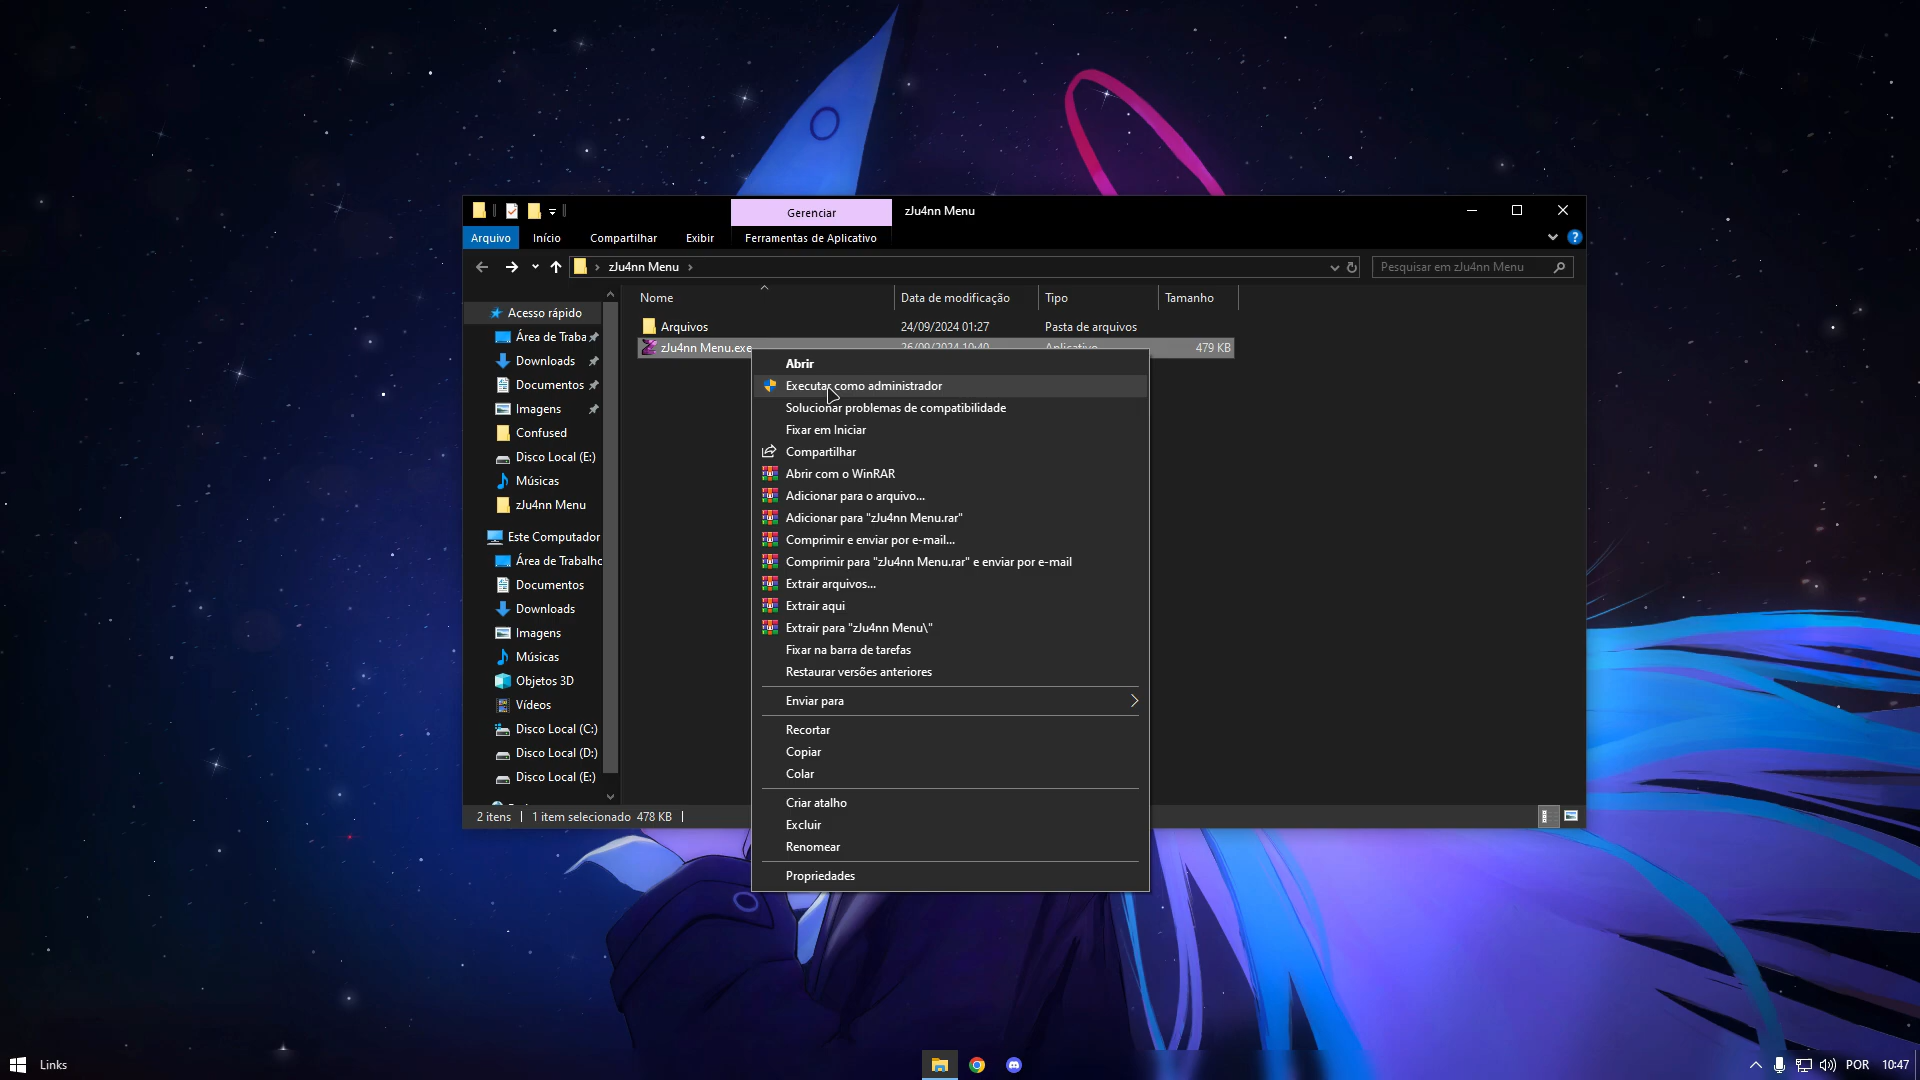 Gerenciar
zJu4nn Menu
Arquivo
Início
Compartilhar
Exibir
Ferramentas de Aplicativo
zJu4nn Menu
Pesquisar em zJu4nn Menu
Nome
Data de modificação
Tipo
Tamanho
Arquivos
24/09/2024 01:27
Pasta de arquivos
zJu4nn Menu.exe
26/09/2024 10:40
Aplicativo
479 KB
Acesso rápido
Área de Traba
Downloads
Documentos
Imagens
Confused
Disco Local (E:)
Músicas
zJu4nn Menu
Este Computador
Área de Trabalho
Documentos
Downloads
Imagens
Músicas
Objetos 3D
Vídeos
Disco Local (C:)
Disco Local (D:)
Disco Local (E:)
Abrir
Executar como administrador
Solucionar problemas de compatibilidade
Fixar em Iniciar
Compartilhar
Abrir com o WinRAR
Adicionar para o arquivo...
Adicionar para "zJu4nn Menu.rar"
Comprimir e enviar por e-mail...
Comprimir para "zJu4nn Menu.rar" e enviar por e-mail
Extrair arquivos...
Extrair aqui
Extrair para "zJu4nn Menu\"
Fixar na barra de tarefas
Restaurar versões anteriores
Enviar para
Recortar
Copiar
Colar
Criar atalho
Excluir
Renomear
Propriedades
2 itens
1 item selecionado 478 KB
Links
POR
10:47